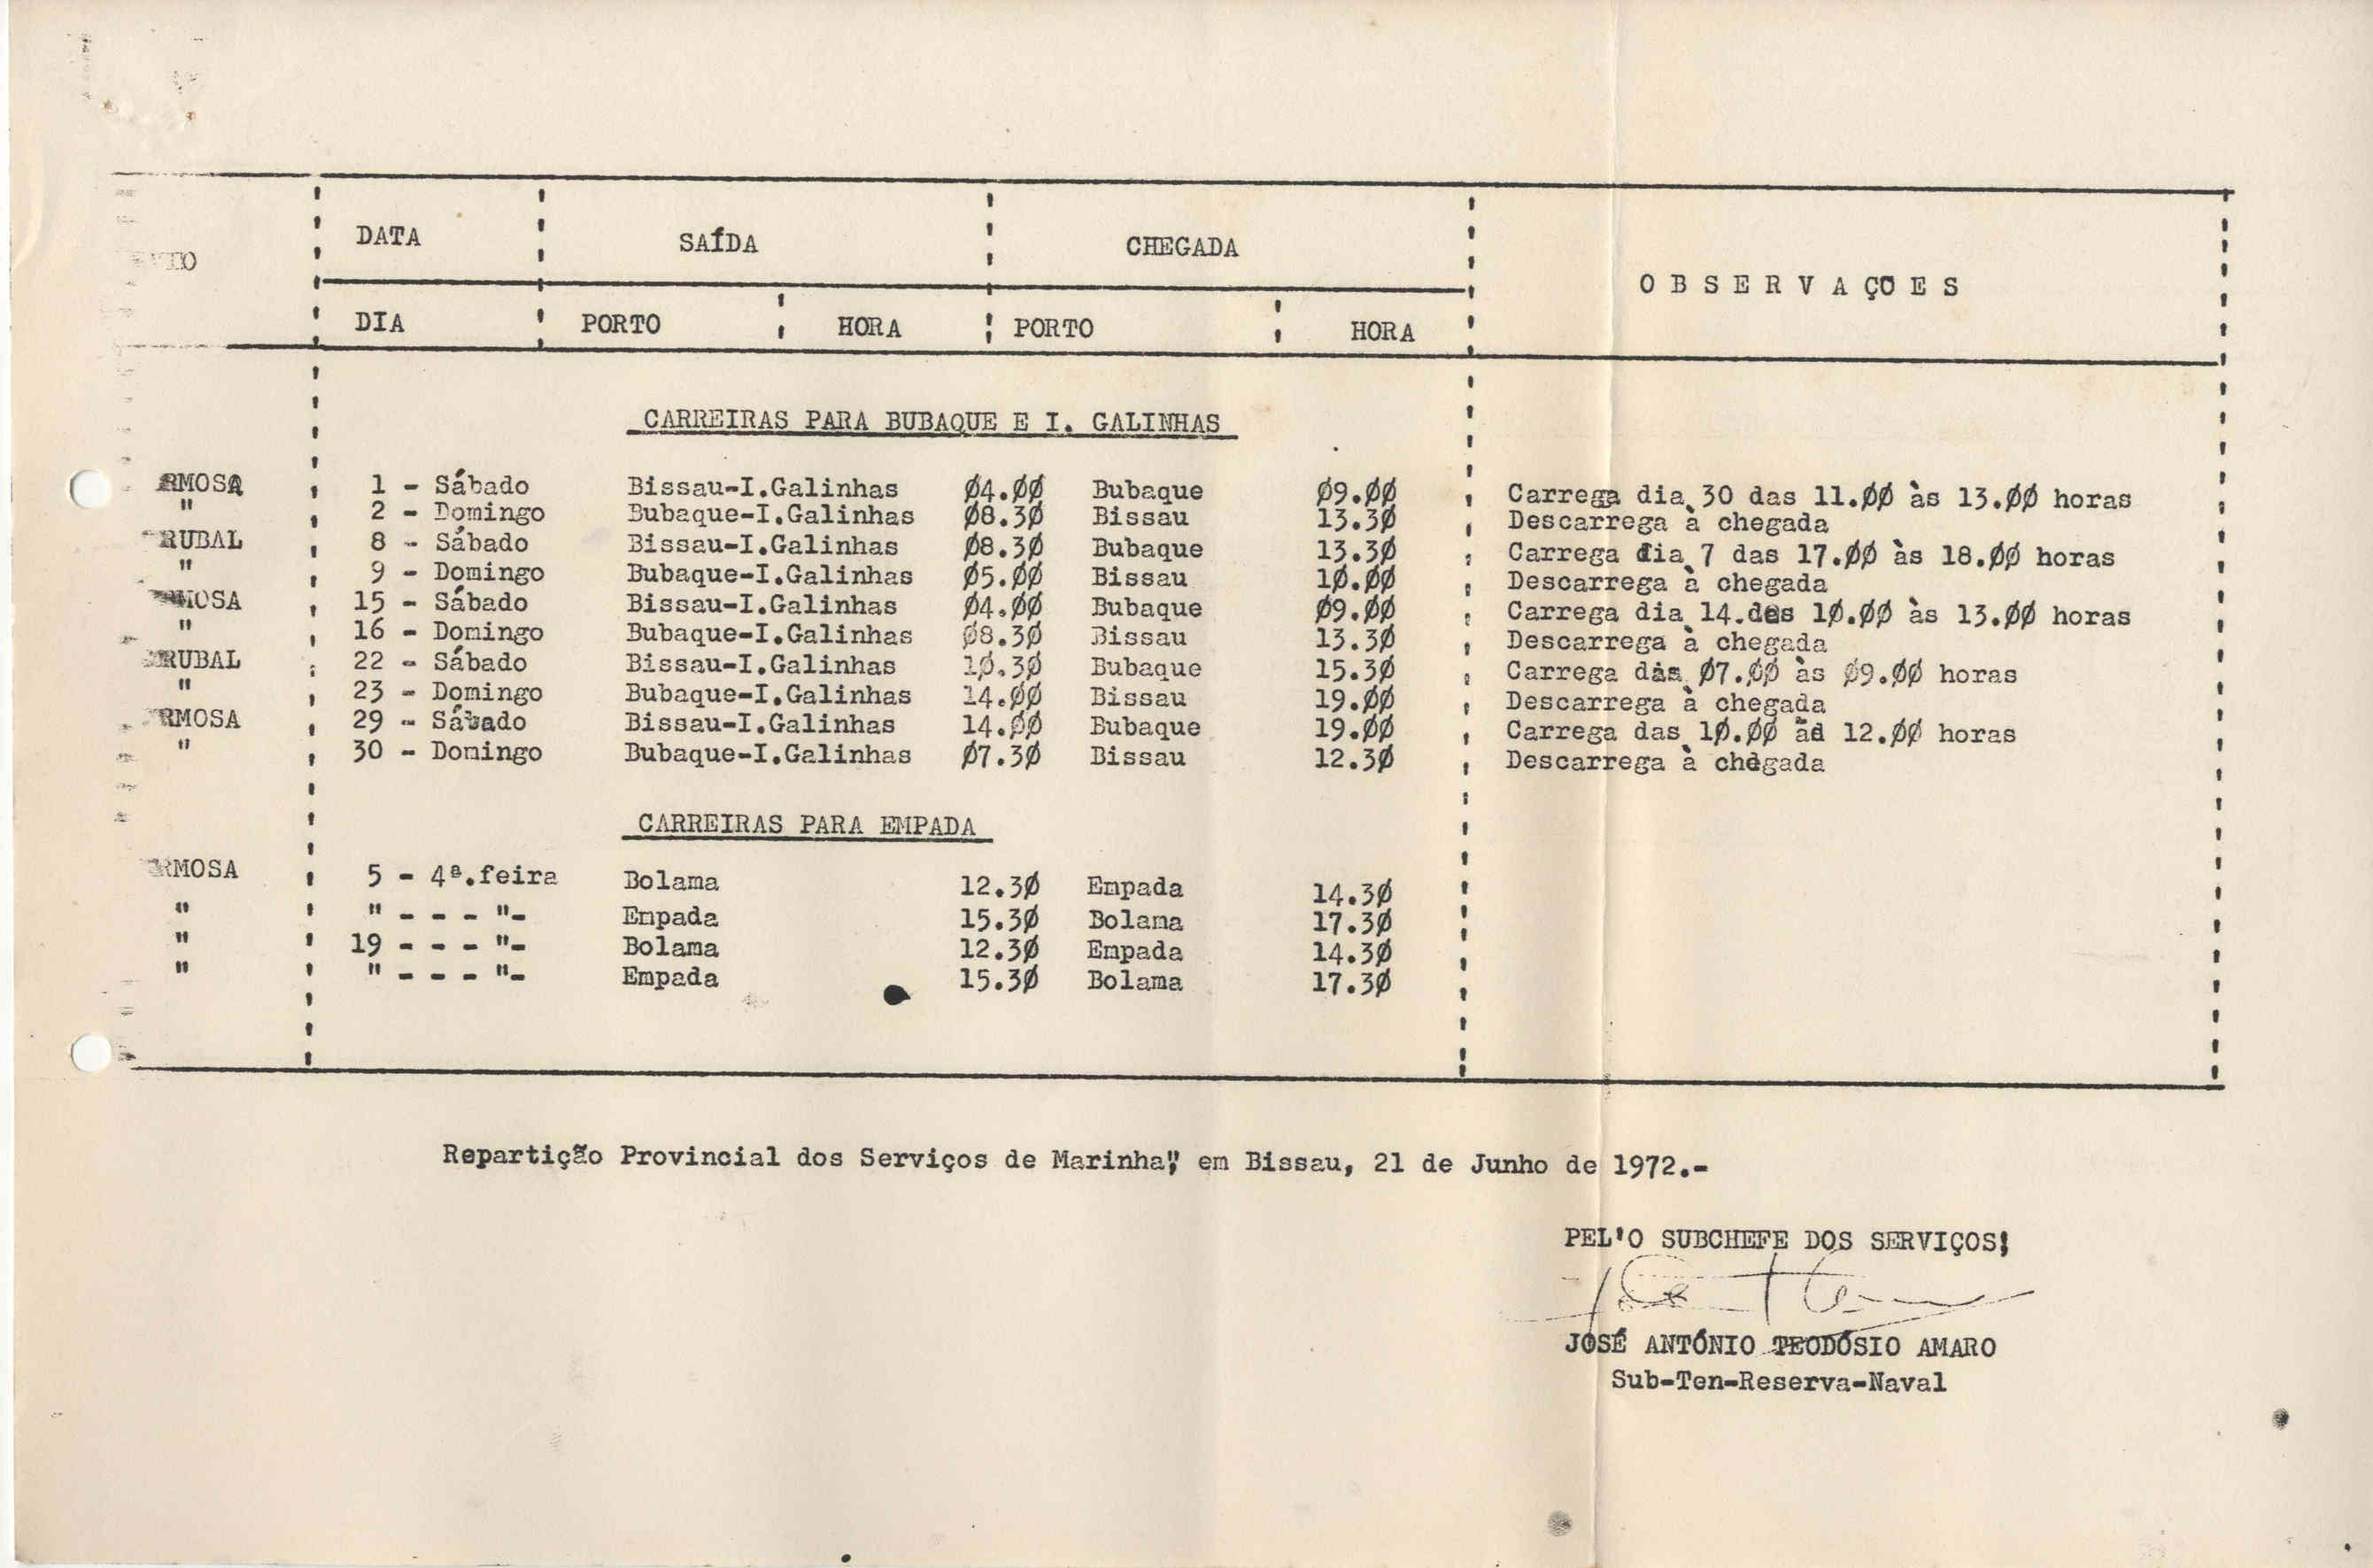 DATA SAÍDA CHEGADA
OBSERVAÇOES
DIA PORTO HORA PORTO HORA
CARREIRAS PARA BUBAQUE E I. GALINHAS
RMOSA 1 - Sábado Bissau-I.Galinhas Ø4.ØØ Bubaque Ø9.ØØ Carrega dia 30 das 11.ØØ às 13.ØØ horas
" 2 - Domingo Bubaque-I.Galinhas Ø8.3Ø Bissau 13.3Ø Descarrega à chegada
RUBAL 8 - Sábado Bissau-I.Galinhas Ø8.3Ø Bubaque 13.3Ø Carrega dia 7 das 17.ØØ às 18.ØØ horas
" 9 - Domingo Bubaque-I.Galinhas Ø5.ØØ Bissau 1Ø.ØØ Descarrega à chegada
MOSA 15 - Sábado Bissau-I.Galinhas Ø4.ØØ Bubaque Ø9.ØØ Carrega dia 14.das 1Ø.ØØ às 13.ØØ horas
" 16 - Domingo Bubaque-I.Galinhas Ø8.3Ø Bissau 13.3Ø Descarrega à chegada
RUBAL 22 - Sábado Bissau-I.Galinhas 1Ø.3Ø Bubaque 15.3Ø Carrega das Ø7.ØØ às Ø9.ØØ horas
" 23 - Domingo Bubaque-I.Galinhas 14.ØØ Bissau 19.ØØ Descarrega à chegada
RMOSA 29 - Sábado Bissau-I.Galinhas 14.ØØ Bubaque 19.ØØ Carrega das 1Ø.ØØ àd 12.ØØ horas
" 30 - Domingo Bubaque-I.Galinhas Ø7.3Ø Bissau 12.3Ø Descarrega à chegada
CARREIRAS PARA EMPADA
RMOSA 5 - 4ª.feira Bolama 12.3Ø Empada 14.3Ø
" " - - - "- Empada 15.3Ø Bolama 17.3Ø
" 19 - - - "- Bolama 12.3Ø Empada 14.3Ø
" " - - - "- Empada 15.3Ø Bolama 17.3Ø
Repartição Provincial dos Serviços de Marinha", em Bissau, 21 de Junho de 1972.-
PEL'O SUBCHEFE DOS SERVIÇOS;
JOSÉ ANTÓNIO TEODÓSIO AMARO
Sub-Ten-Reserva-Naval